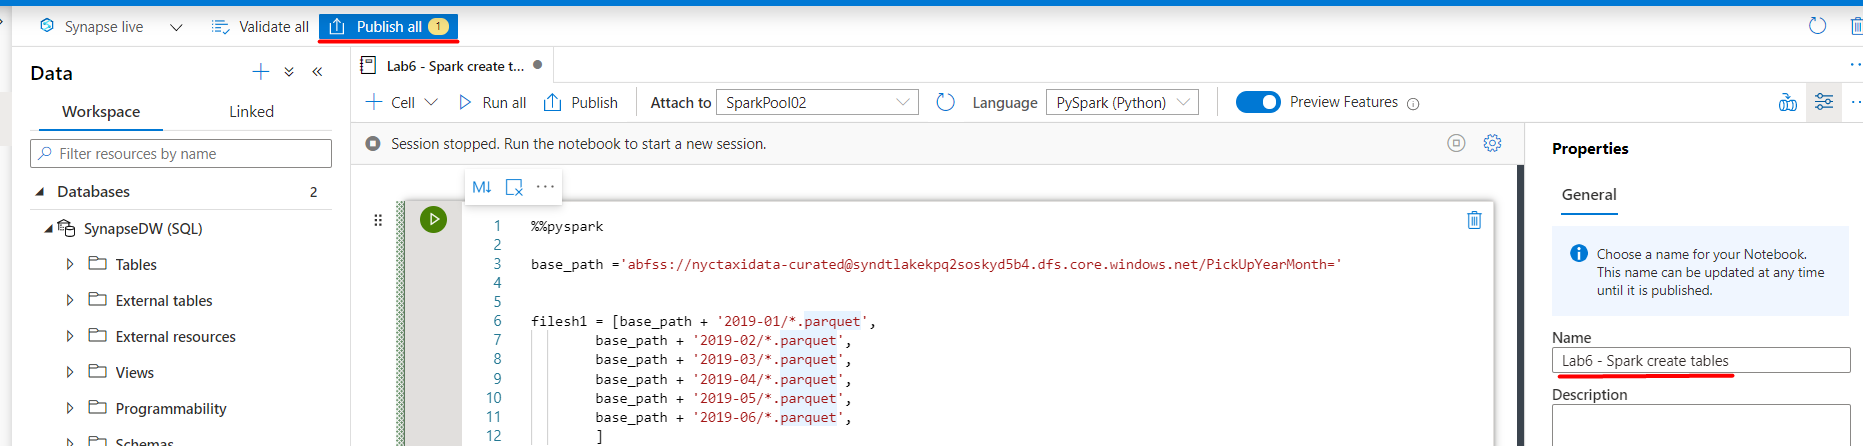 Synapse live Validate all Publish all 1
Data
Workspace Linked
Filter resources by name
Databases 2
SynapseDW (SQL)
Tables
External tables
External resources
Views
Programmability
Schemas
Lab6 - Spark create t...
Cell Run all Publish Attach to SparkPool02 Language PySpark (Python) Preview Features
Session stopped. Run the notebook to start a new session.
M↓ ...
1 %%pyspark
2
3 base_path ='abfss://nyctaxidata-curated@syndtlakekpq2soskyd5b4.dfs.core.windows.net/PickUpYearMonth='
4
5
6 filesh1 = [base_path + '2019-01/*.parquet',
7 base_path + '2019-02/*.parquet',
8 base_path + '2019-03/*.parquet',
9 base_path + '2019-04/*.parquet',
10 base_path + '2019-05/*.parquet',
11 base_path + '2019-06/*.parquet',
12 ]
Properties
General
Choose a name for your Notebook.
This name can be updated at any time
until it is published.
Name
Lab6 - Spark create tables
Description